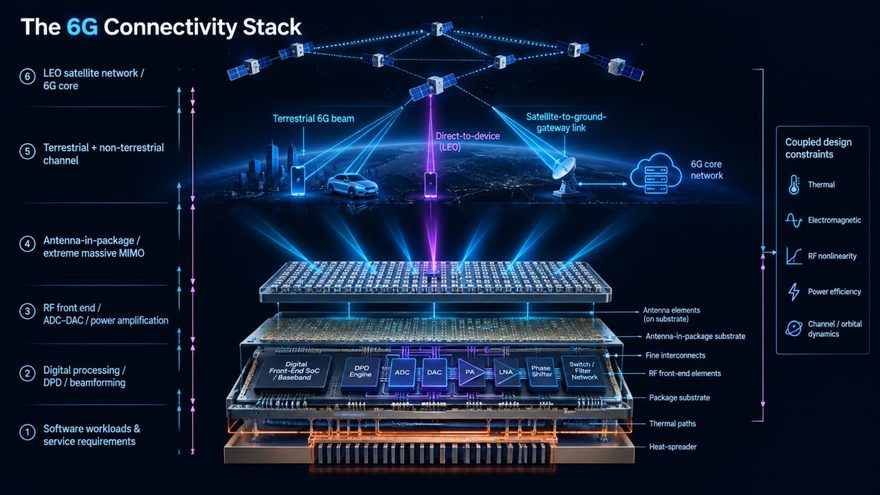 The 6G Connectivity Stack
6
LEO satellite network /
6G core
5
Terrestrial + non-terrestrial
channel
4
Antenna-in-package /
extreme massive MIMO
3
RF front end /
ADC–DAC / power amplification
2
Digital processing /
DPD / beamforming
1
Software workloads &
service requirements
Terrestrial 6G beam
Direct-to-device
(LEO)
Satellite-to-ground-
gateway link
6G core
network
Digital
Front-End SoC
/ Baseband
DPD
Engine
ADC
DAC
PA
LNA
Phase
Shifter
Switch /
Filter
Network
Antenna elements
(on substrate)
Antenna-in-package substrate
Fine interconnects
RF front-end elements
Package substrate
Thermal paths
Heat-spreader
Coupled design
constraints
Thermal
Electromagnetic
RF nonlinearity
Power efficiency
Channel / orbital
dynamics